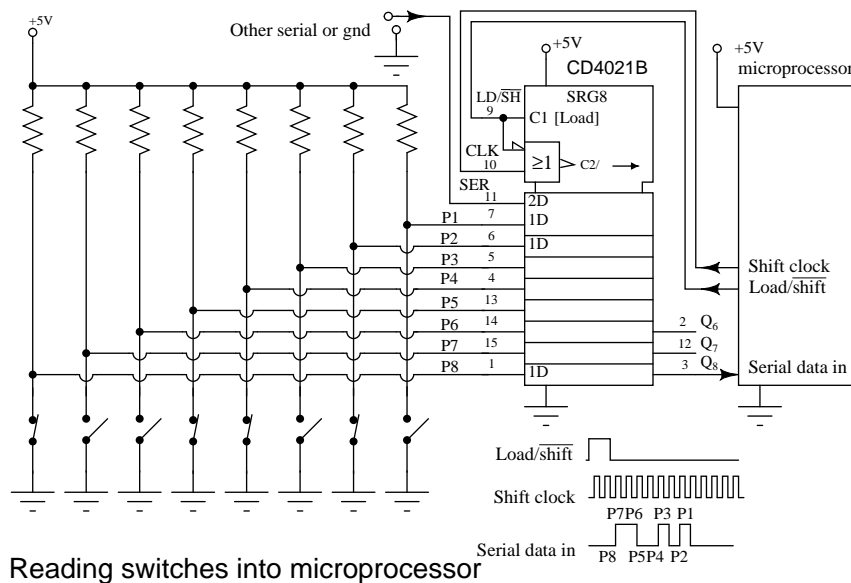 +5V
Other serial or gnd
+5V
CD4021B
+5V
microprocessor
LD/SH
9
SRG8
C1 [Load]
CLK
10
≥1
C2/
SER
11
2D
P1
7
1D
P2
6
1D
P3
5
P4
4
P5
13
P6
14
P7
15
P8
1
1D
2
Q6
12
Q7
3
Q8
Shift clock
Load/shift
Serial data in
Load/shift
Shift clock
P7P6 P3 P1
Serial data in
P8 P5P4 P2
Reading switches into microprocessor